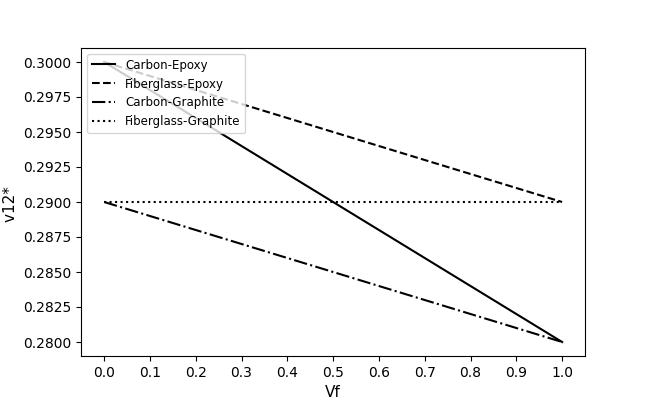 0.3000
0.2975
0.2950
0.2925
0.2900
0.2875
0.2850
0.2825
0.2800
v12*
Carbon-Epoxy
Fiberglass-Epoxy
Carbon-Graphite
Fiberglass-Graphite
0.0 0.1 0.2 0.3 0.4 0.5 0.6 0.7 0.8 0.9 1.0
Vf